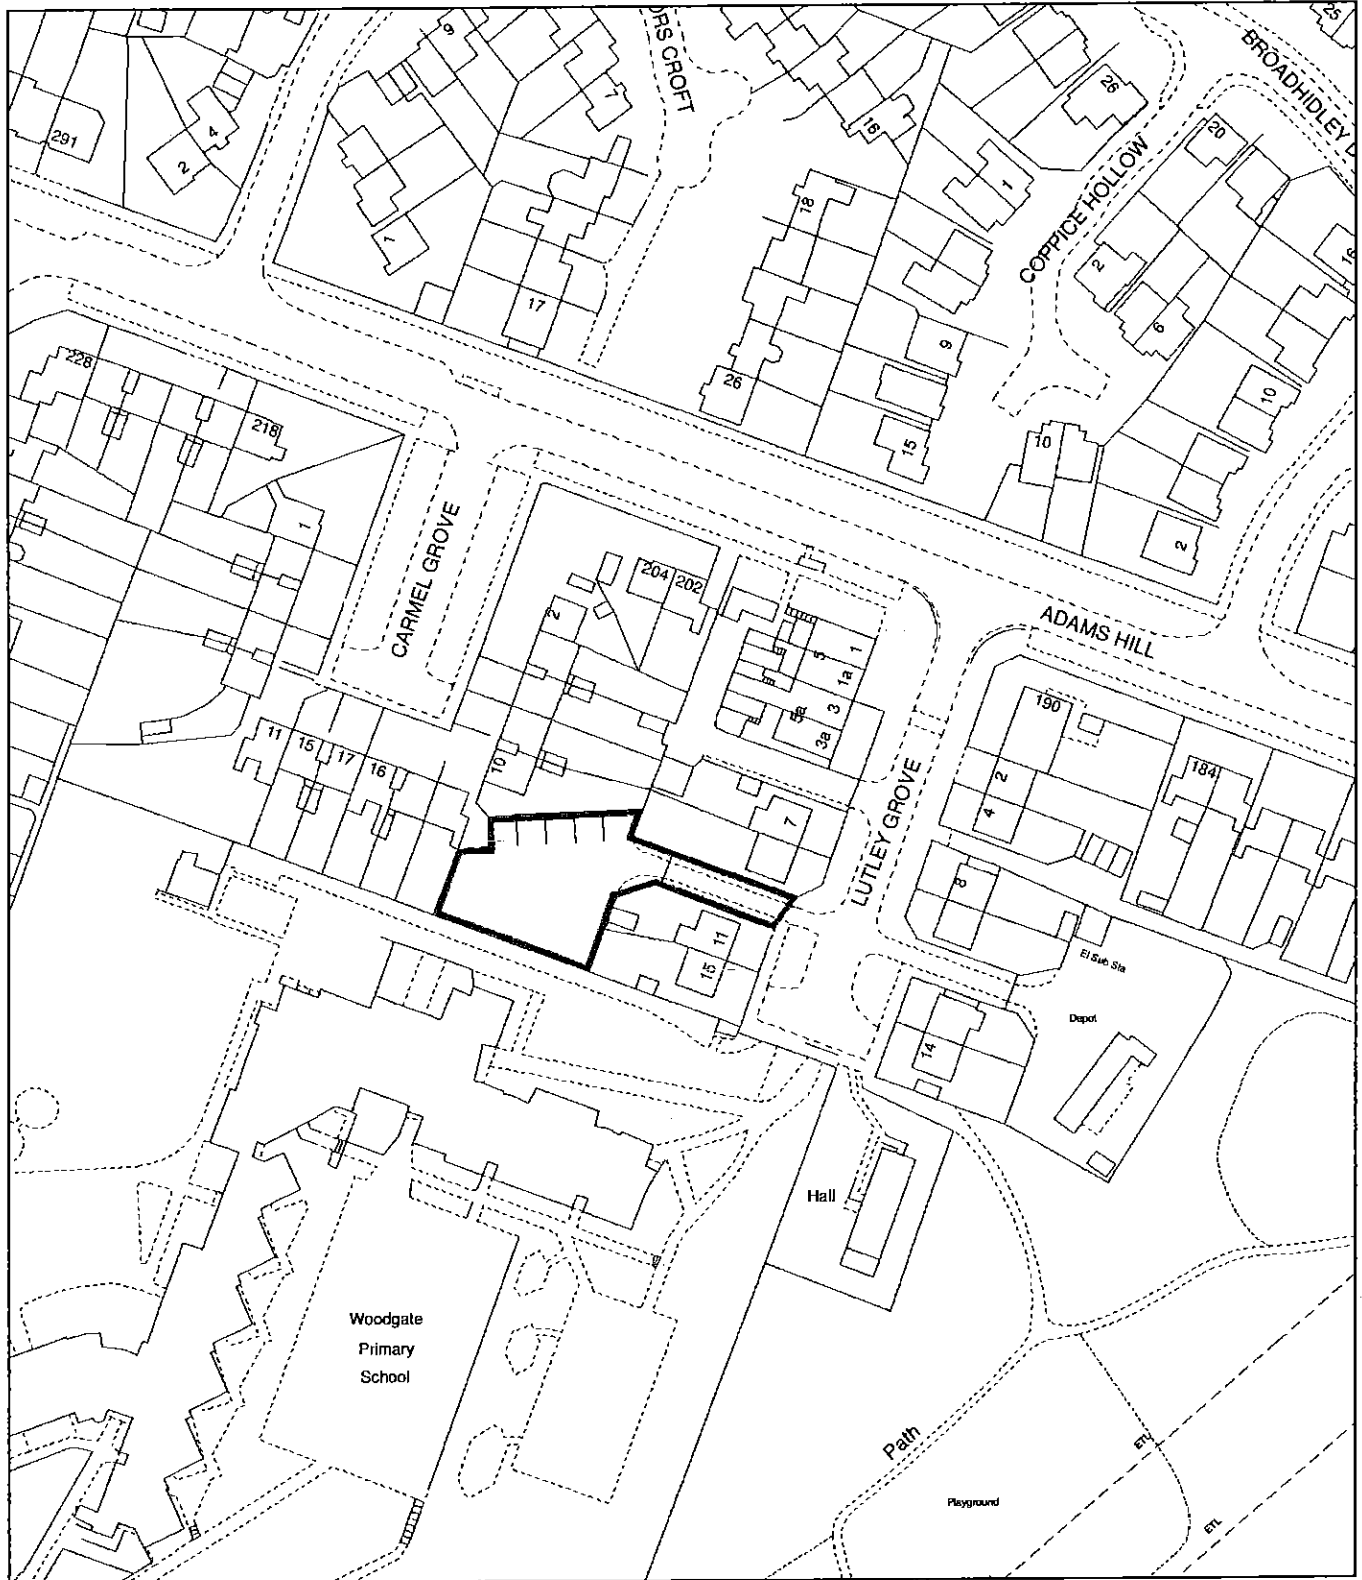 25
9
ORS CROFT
BROADHIDLEY L
26
7
291
4
16
20
2
1
18
COPPICE HOLLOW
1
2
16
17
6
9
228
26
10
218
15
10
1
2
CARMEL GROVE
204
202
2
ADAMS HILL
5
1
1a
3
5a
3a
190
11
15
17
16
10
2
4
184
7
LUTLEY GROVE
8
11
15
El Sub Sta
Depot
14
Hall
Woodgate
Primary
School
Path
ETL
Playground
ETL